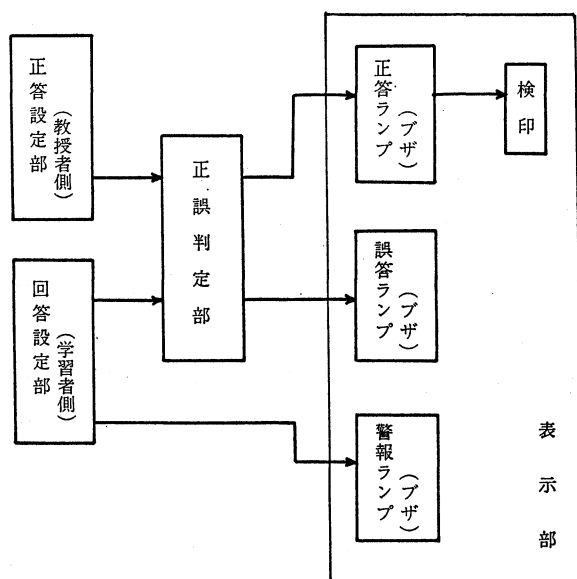 正答設定部
（教授者側）
回答設定部
（学習者側）
正誤判定部
正答ランプ
（ブザ）
検印
誤答ランプ
（ブザ）
警報ランプ
（ブザ）
表示部